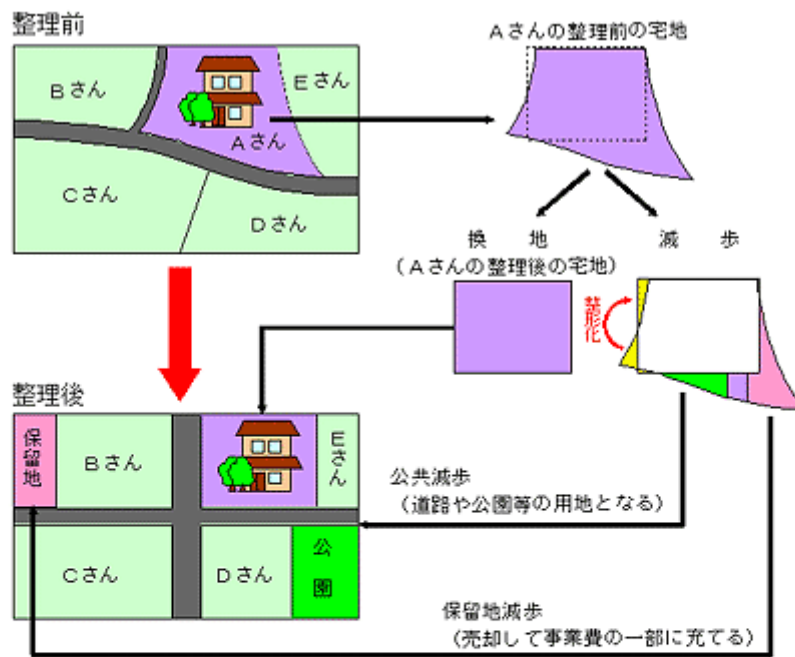 整理前
Bさん
Eさん
Aさん
Cさん
Dさん
Aさんの整理前の宅地
換地
(Aさんの整理後の宅地)
減歩
整形化
整理後
保留地
Bさん
Eさん
Cさん
Dさん
公園
公共減歩
(道路や公園等の用地となる)
保留地減歩
(売却して事業費の一部に充てる)